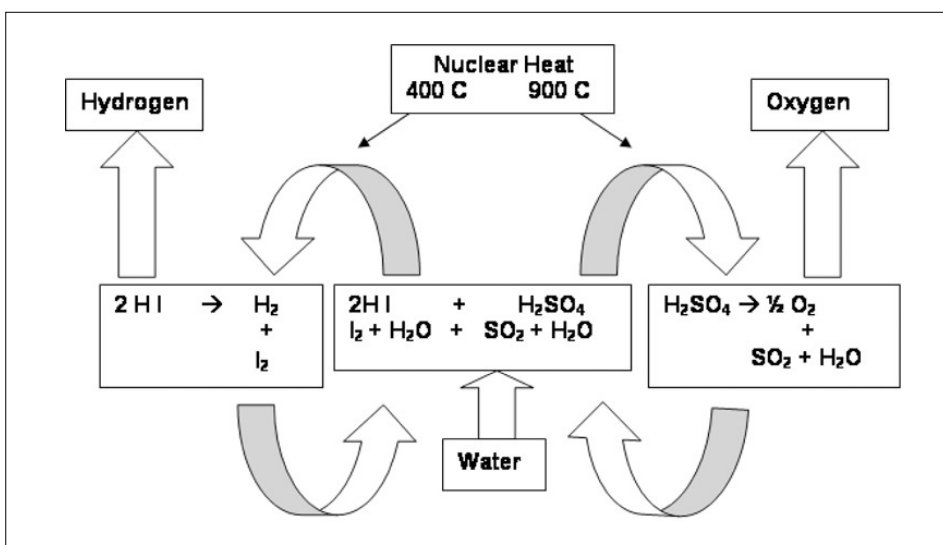 Nuclear Heat
400 C 900 C
Hydrogen
Oxygen
2 H I → H₂
+
I₂
2H I + H₂SO₄
I₂ + H₂O + SO₂ + H₂O
H₂SO₄ → ½ O₂
+
SO₂ + H₂O
Water